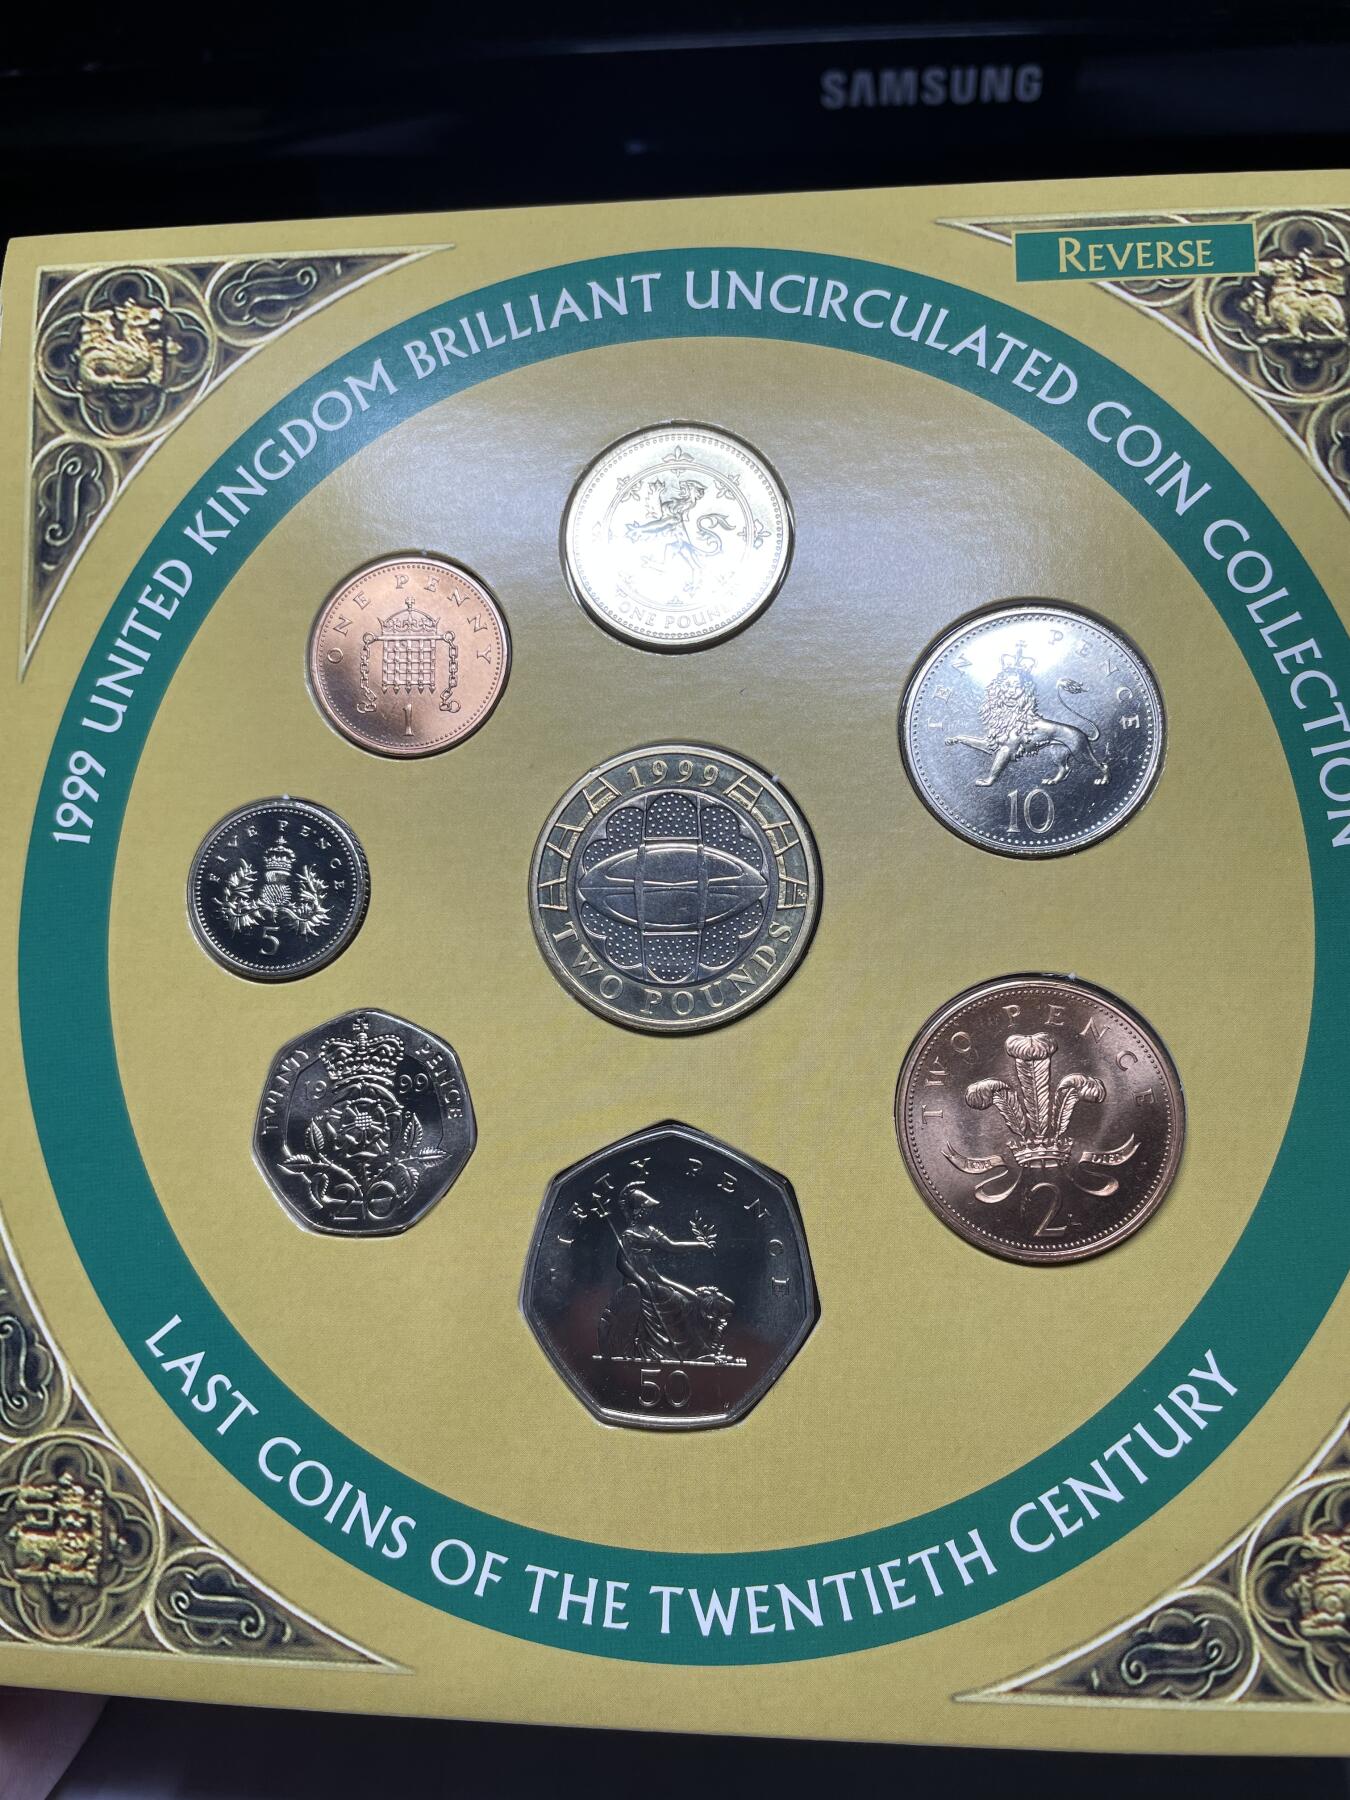 SAMSUNG
REVERSE
1999 UNITED KINGDOM BRILLIANT UNCIRCULATED COIN COLLECTION
ONE POUND
ONE PENNY
1
TEN PENCE
10
1999
TWO POUNDS
FIVE PENCE
5
TWO PENCE
ICH DIEN
2
TWENTY PENCE
1999
20
FIFTY PENCE
50
LAST COINS OF THE TWENTIETH CENTURY